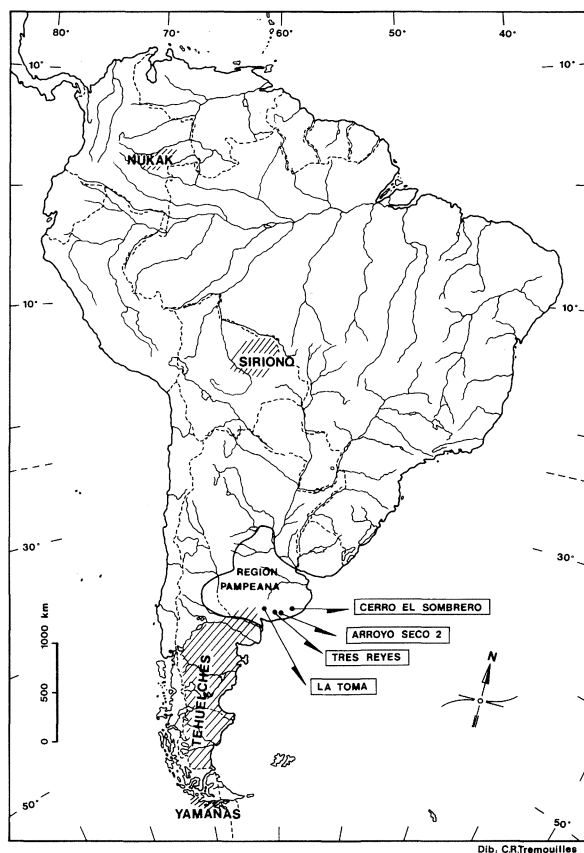 80° 70° 60° 50° 40°
10° 10°
NUKAK
10° 10°
SIRIONO
30° 30°
REGION
PAMPEANA
CERRO EL SOMBRERO
ARROYO SECO 2
TRES REYES
LA TOMA
1000 km
500
0
N
TEHUELCHES
YAMANAS
50° 50°
Dib: C.R.Tremouilles